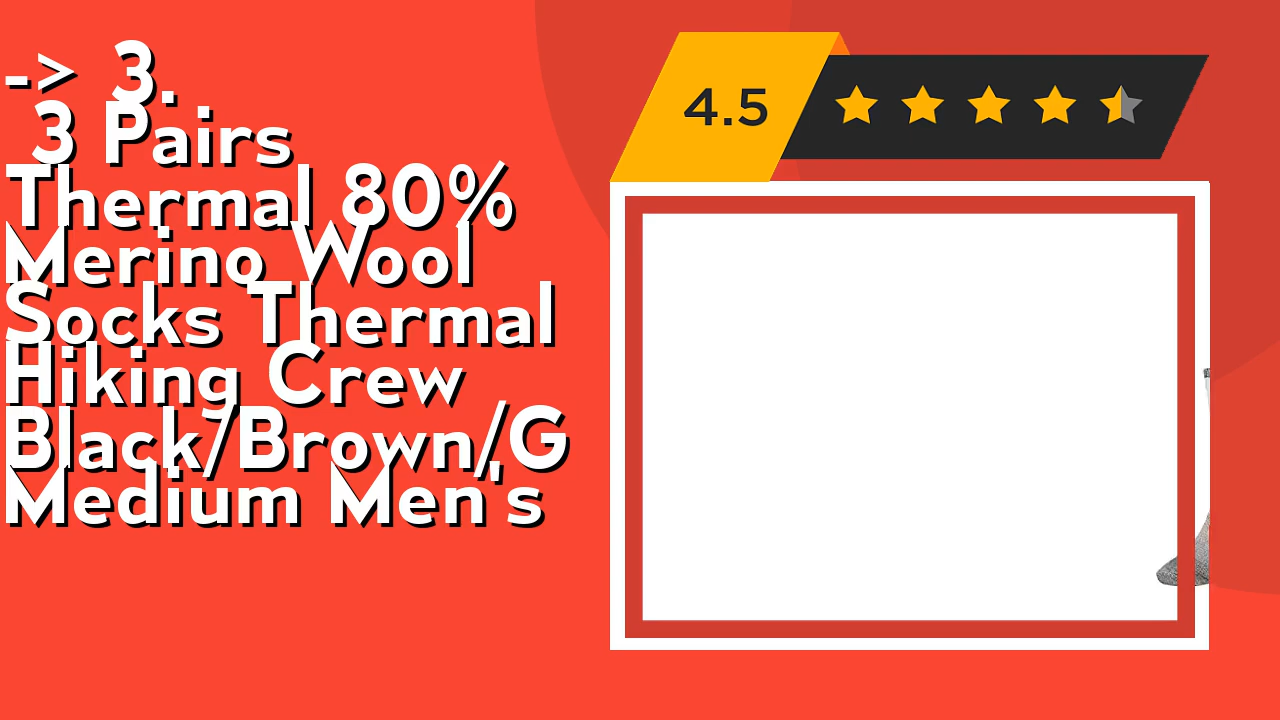 -> 3.
3 Pairs
Thermal 80%
Merino Wool
Socks Thermal
Hiking Crew
Black/Brown/G
Medium Men's
4.5